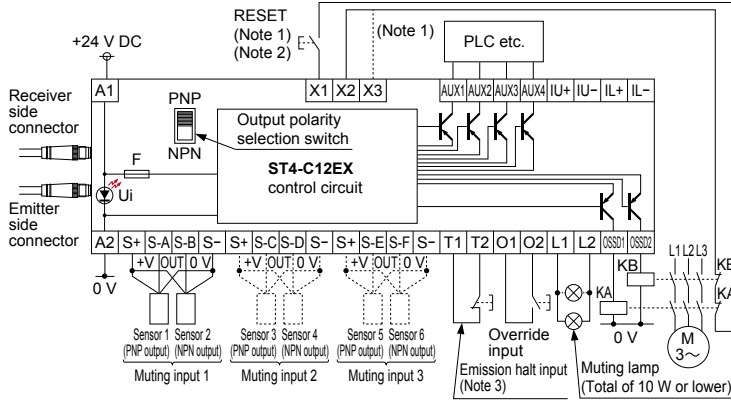 RESET
(Note 1)
(Note 2)
(Note 1)
PLC etc.
+24 V DC
A1
X1 X2 X3
AUX1 AUX2 AUX3 AUX4 IU+ IU− IL+ IL−
Receiver
side
connector
PNP
NPN
Output polarity
selection switch
F
ST4-C12EX
control circuit
Ui
Emitter
side
connector
A2 S+ S-A S-B S− S+ S-C S-D S− S+ S-E S-F S− T1 T2 O1 O2 L1 L2 OSSD1 OSSD2
+V OUT 0 V
+V OUT 0 V
+V OUT 0 V
0 V
L1 L2 L3
KB
KB
KA
KA
0 V
M
3～
Sensor 1
(PNP output)
Sensor 2
(NPN output)
Sensor 3
(PNP output)
Sensor 4
(NPN output)
Sensor 5
(PNP output)
Sensor 6
(NPN output)
Muting input 1
Muting input 2
Muting input 3
Override
input
Emission halt input
(Note 3)
Muting lamp
(Total of 10 W or lower)